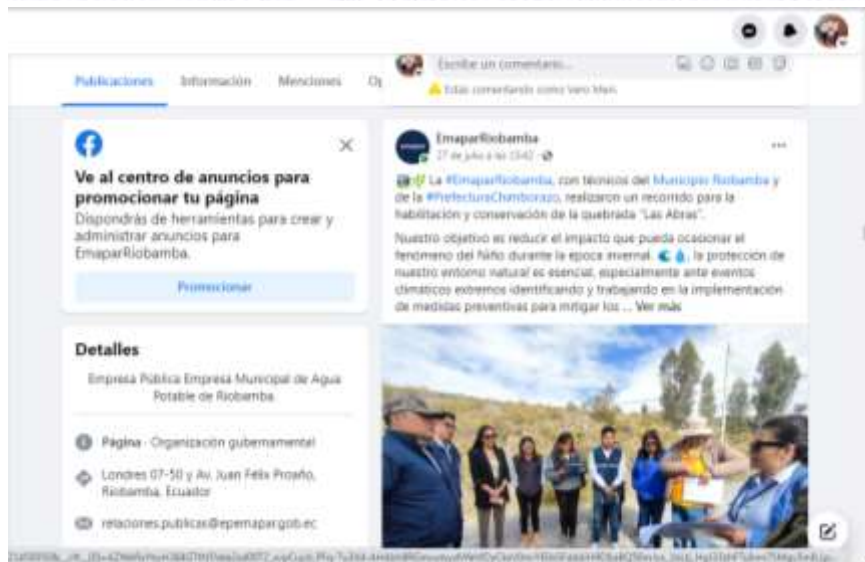 Publicaciones Información Menciones Op
Escribe un comentario...
Estás comentando como Vero Men.
Ve al centro de anuncios para
promocionar tu página
Dispondrás de herramientas para crear y
administrar anuncios para
EmaparRiobamba.
Promocionar
Detalles
Empresa Pública Empresa Municipal de Agua
Potable de Riobamba.
Página · Organización gubernamental
Londres 07-50 y Av. Juan Félix Proaño,
Riobamba, Ecuador
relaciones.publicas@epemapar.gob.ec
EmaparRiobamba
27 de julio a las 13:42
La #EmaparRiobamba, con técnicos del Municipio Riobamba y
de la #PrefecturaChimborazo, realizaron un recorrido para la
habilitación y conservación de la quebrada "Las Abras".
Nuestro objetivo es reducir el impacto que pueda ocasionar el
fenómeno del Niño durante la época invernal. la protección de
nuestro entorno natural es esencial, especialmente ante eventos
climáticos extremos identificando y trabajando en la implementación
de medidas preventivas para mitigar los ... Ver más